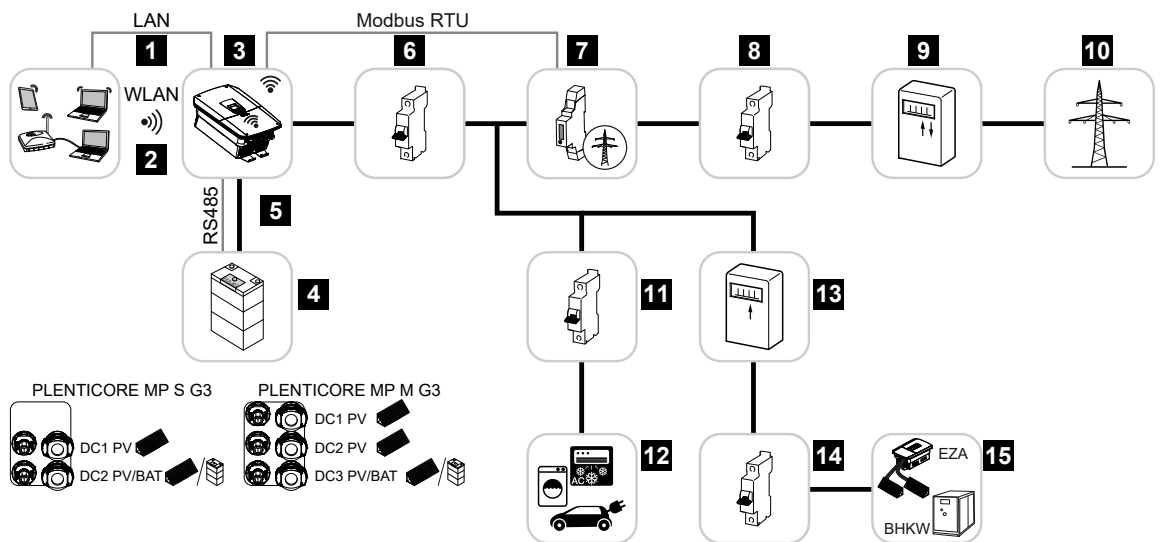 LAN
Modbus RTU
1
3
6
7
8
9
10
WLAN
2
RS485
5
4
11
13
PLENTICORE MP S G3
PLENTICORE MP M G3
DC1 PV
DC2 PV/BAT
DC1 PV
DC2 PV
DC3 PV/BAT
12
AC
14
EZA
15
BHKW